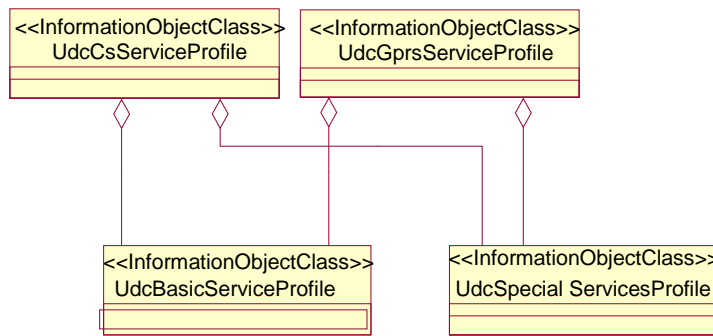 <<InformationObjectClass>>
UdcCsServiceProfile
<<InformationObjectClass>>
UdcGprsServiceProfile
<<InformationObjectClass>>
UdcBasicServiceProfile
<<InformationObjectClass>>
UdcSpecial ServicesProfile